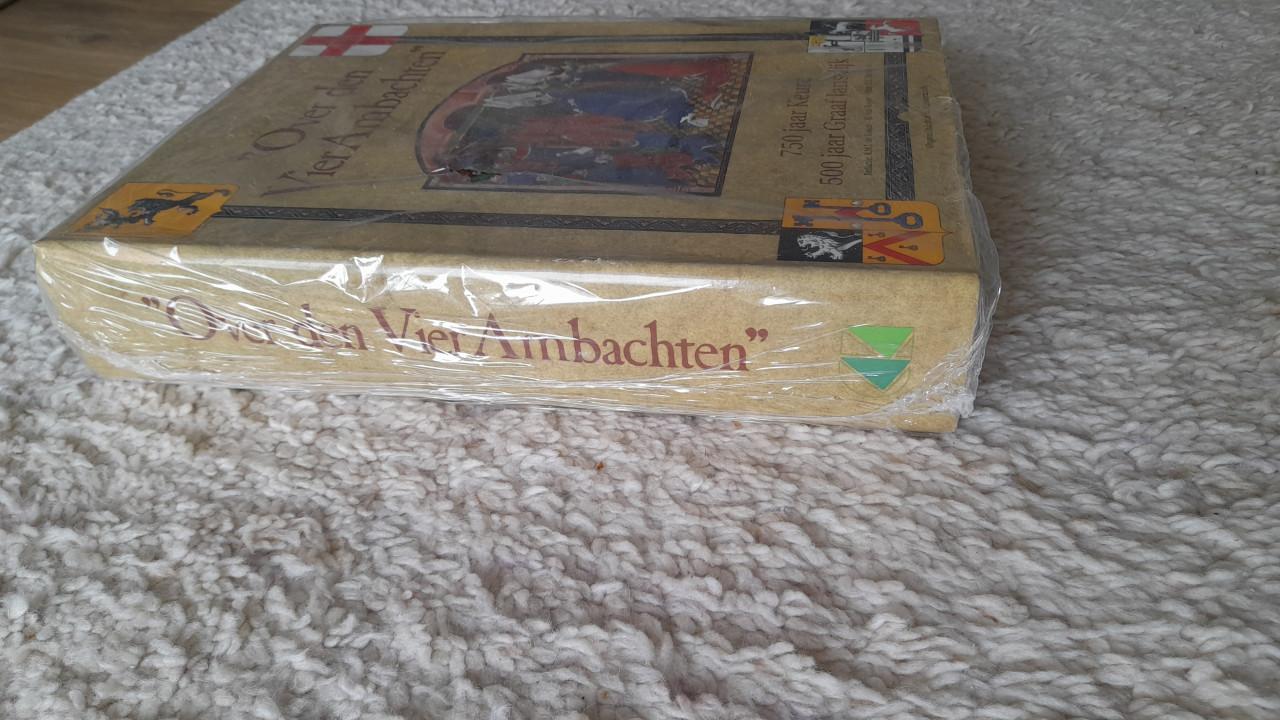 "Over den
Vier Ambachten"
750 jaar Keure
500 jaar Graaf Jansdijk
"Over den Vier Ambachten"